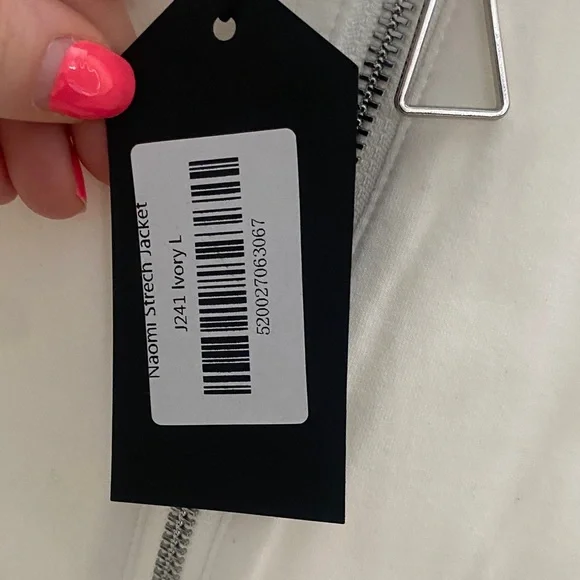 Naomi Strech Jacket
J241 Ivory L
520027063067